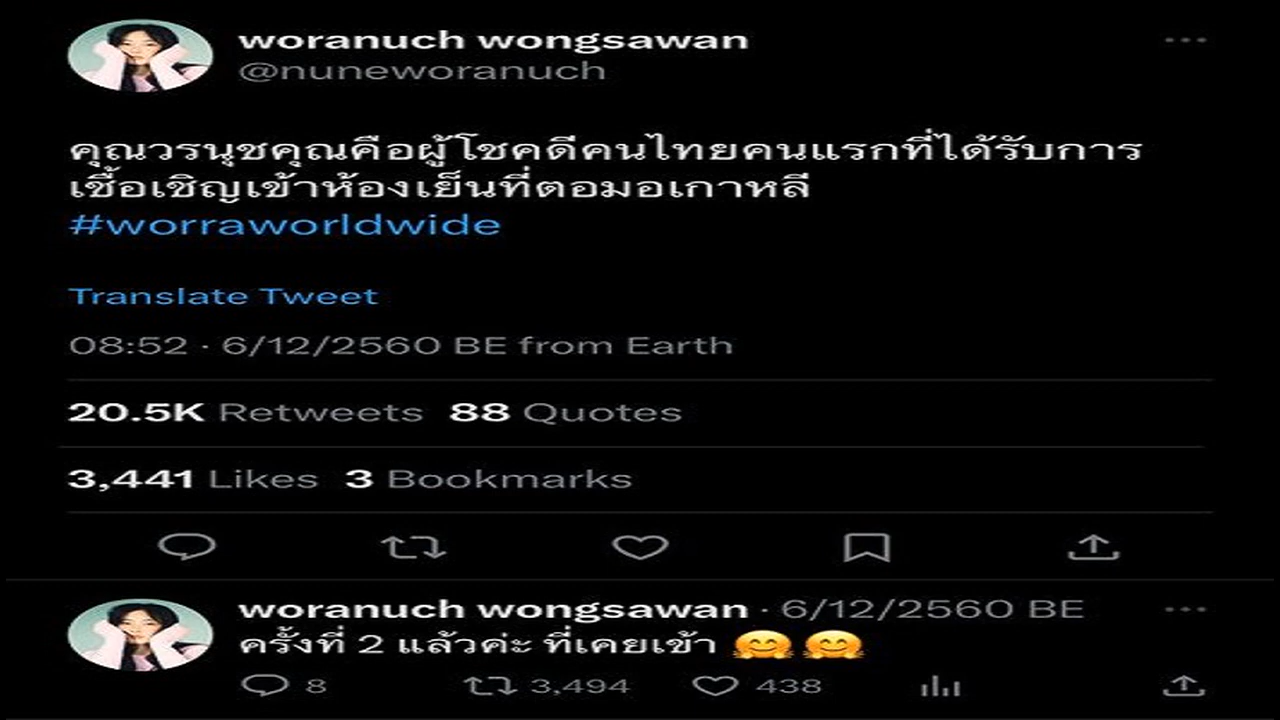 woranuch wongsawan
@nuneworanuch
คุณวรนุชคุณคือผู้โชคดีคนไทยคนแรกที่ได้รับการ
เชื้อเชิญเข้าห้องเย็นที่ตอมอเกาหลี
#worraworldwide
Translate Tweet
08:52 · 6/12/2560 BE from Earth
20.5K Retweets 88 Quotes
3,441 Likes 3 Bookmarks
woranuch wongsawan · 6/12/2560 BE
ครั้งที่ 2 แล้วค่ะ ที่เคยเข้า 🤗 🤗
8 3,494 438